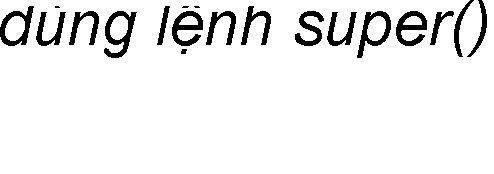 dùng lệnh super()